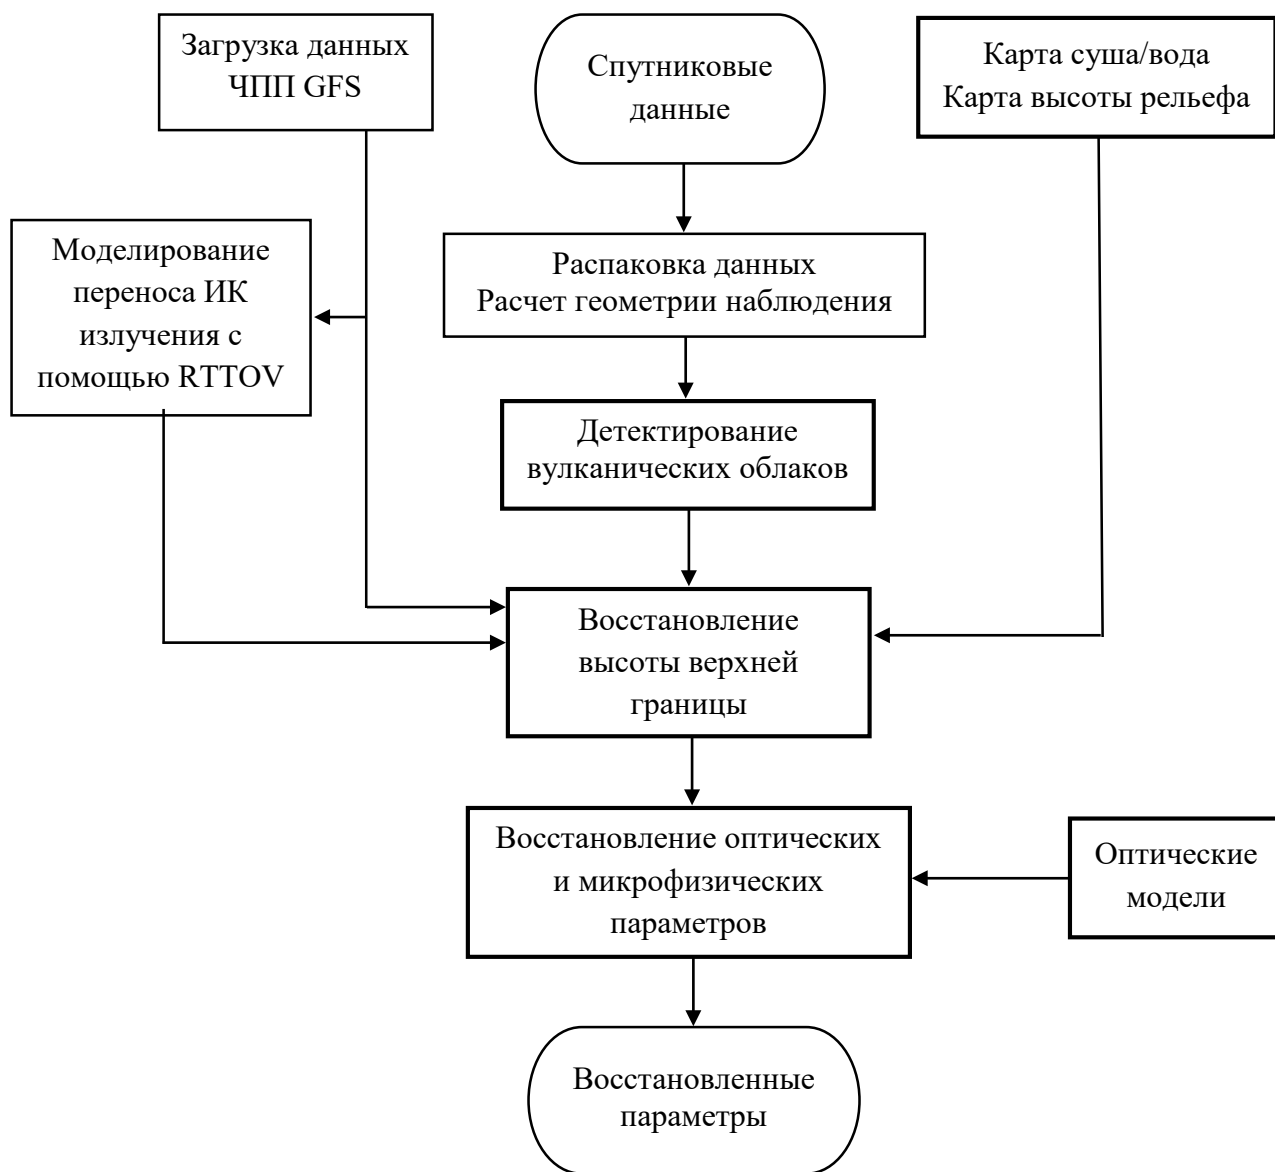 Загрузка данных
ЧПП GFS
Спутниковые
данные
Карта суша/вода
Карта высоты рельефа
Моделирование
переноса ИК
излучения с
помощью RTTOV
Распаковка данных
Расчет геометрии наблюдения
Детектирование
вулканических облаков
Восстановление
высоты верхней
границы
Восстановление оптических
и микрофизических
параметров
Оптические
модели
Восстановленные
параметры